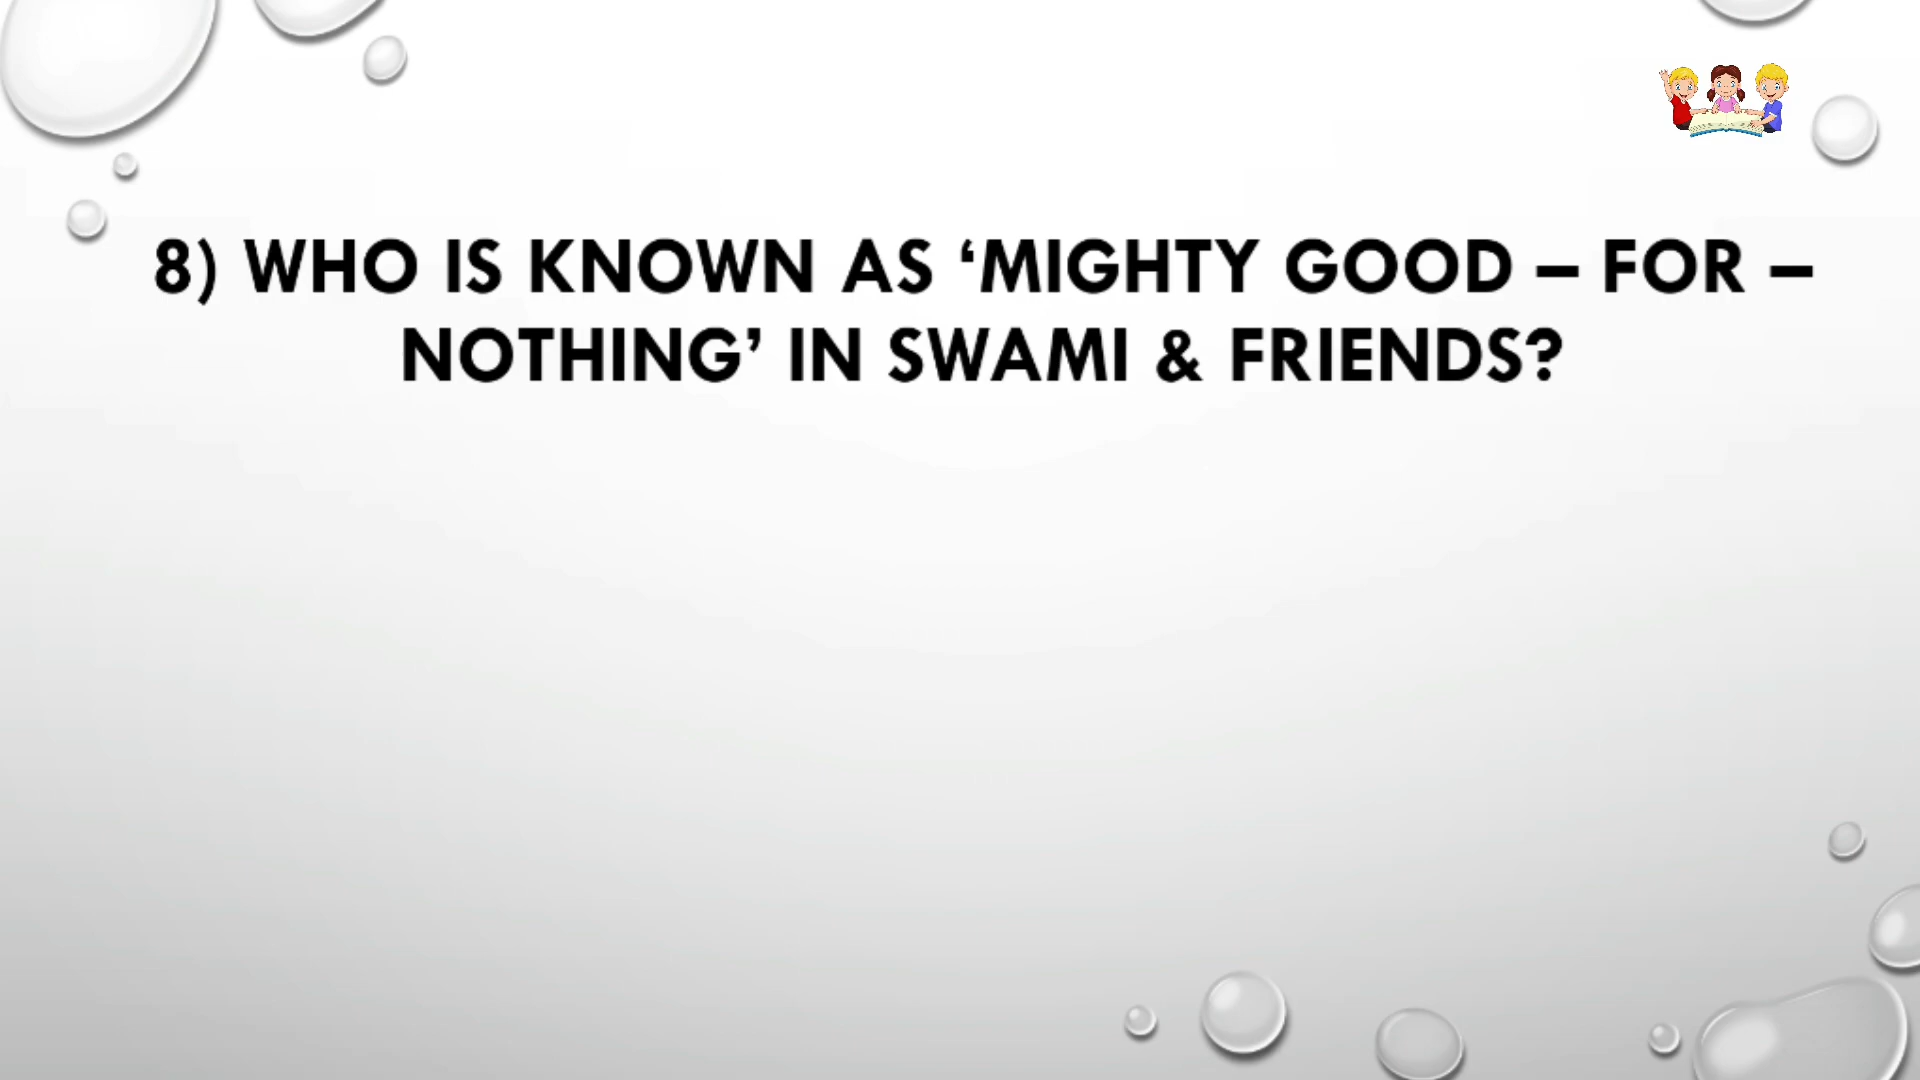 8) WHO IS KNOWN AS ‘MIGHTY GOOD – FOR –
NOTHING’ IN SWAMI & FRIENDS?